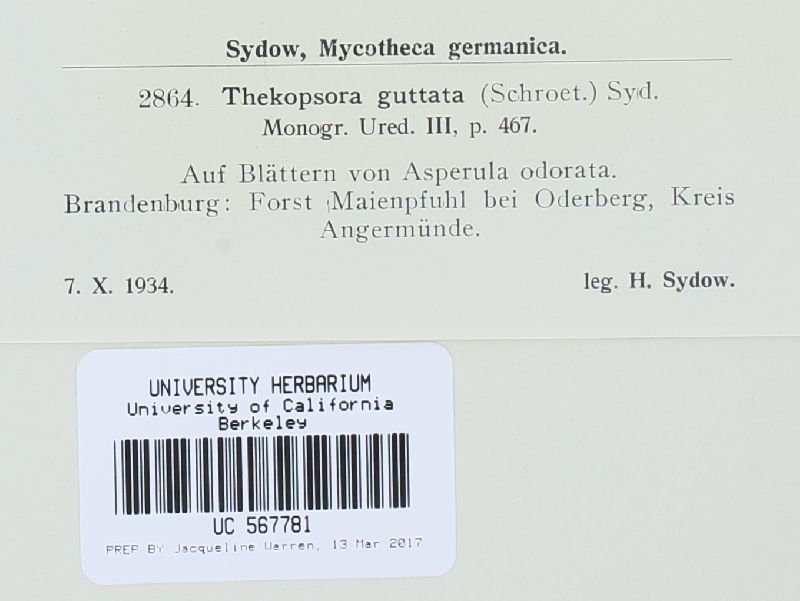 Sydow, Mycotheca germanica.
2864. Thekopsora guttata (Schroet.) Syd.
Monogr. Ured. III, p. 467.
Auf Blättern von Asperula odorata.
Brandenburg: Forst Maienpfuhl bei Oderberg, Kreis
Angermünde.
7. X. 1934. leg. H. Sydow.
UNIVERSITY HERBARIUM
University of California
Berkeley
UC 567781
PREP BY Jacqueline Warren, 13 Mar 2017